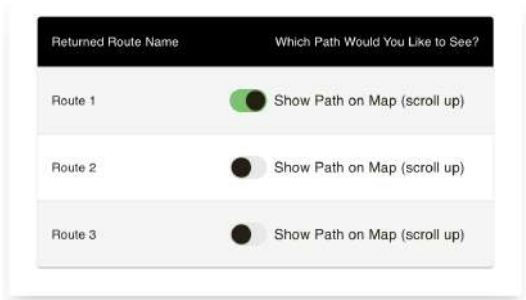 Returned Route Name Which Path Would You Like to See?
Route 1 Show Path on Map (scroll up)
Route 2 Show Path on Map (scroll up)
Route 3 Show Path on Map (scroll up)